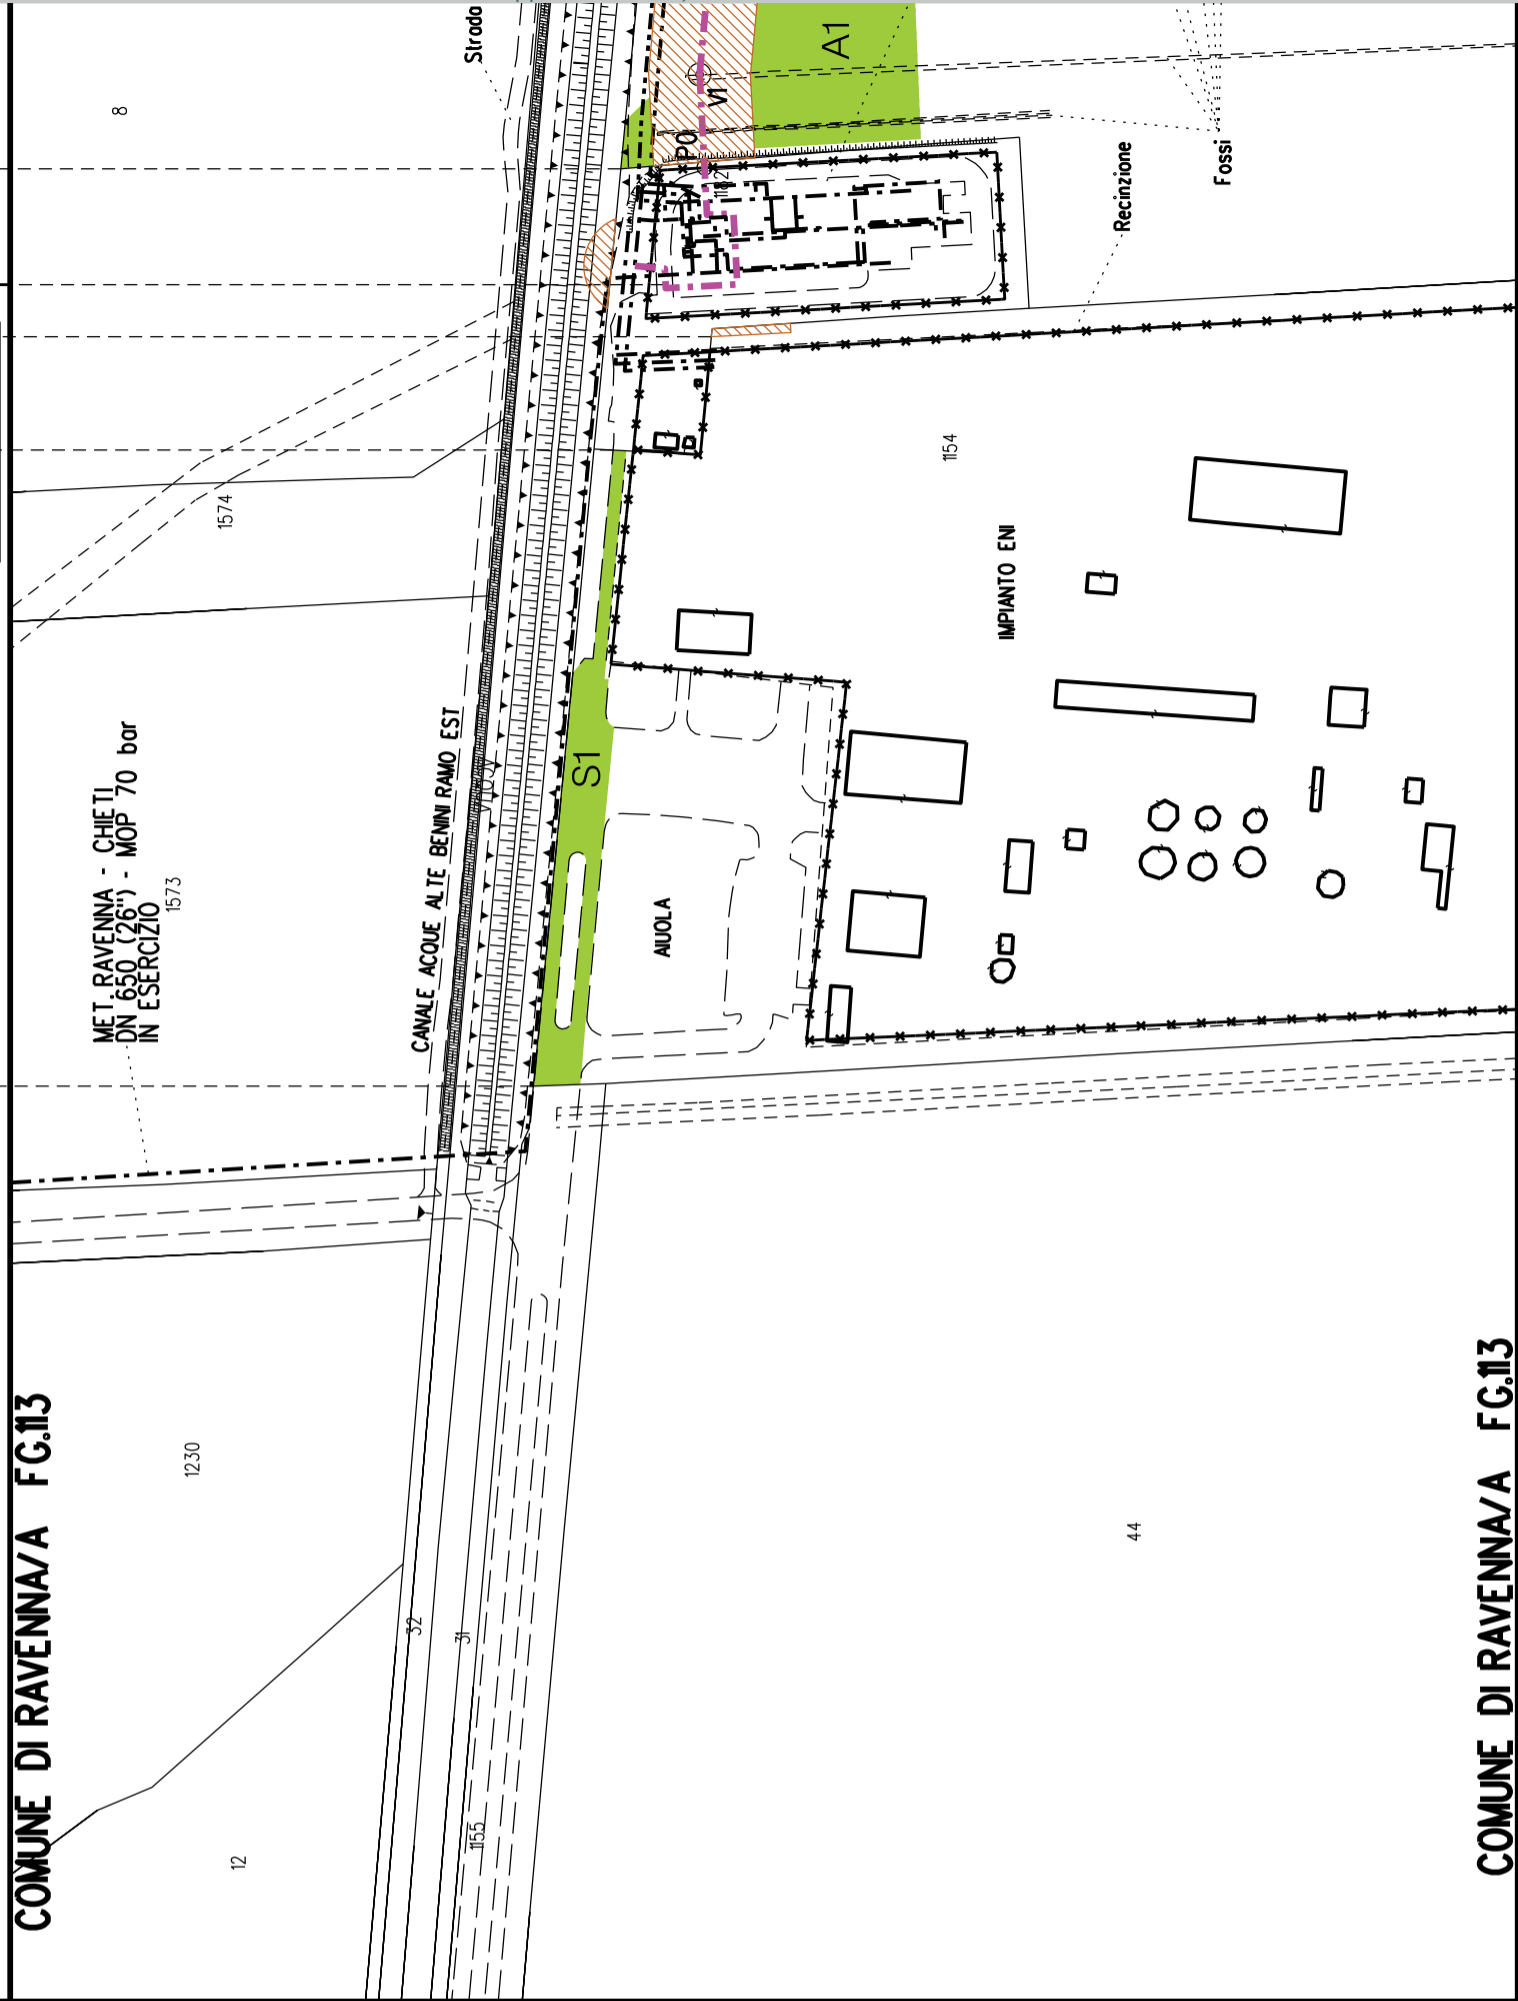 COMUNE DI RAVENNA/A FG.113
MET. RAVENNA - CHIETI
DN 650 (26") - MOP 70 bar
IN ESERCIZIO
8
1574
1573
1230
12
CANALE ACQUE ALTE BENINI RAMO EST
32
31
1155
Strada
S1
AIUOLA
P0
V1
1182
A1
1154
IMPIANTO ENI
Recinzione
Fossi
44
COMUNE DI RAVENNA/A FG.113